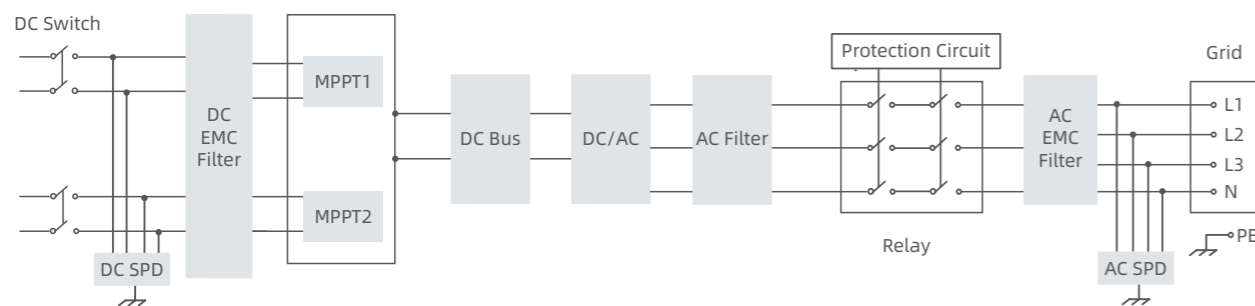 DC Switch
DC
EMC
Filter
DC SPD
MPPT1
MPPT2
DC Bus
DC/AC
AC Filter
Protection Circuit
Relay
AC
EMC
Filter
Grid
L1
L2
L3
N
PE
AC SPD